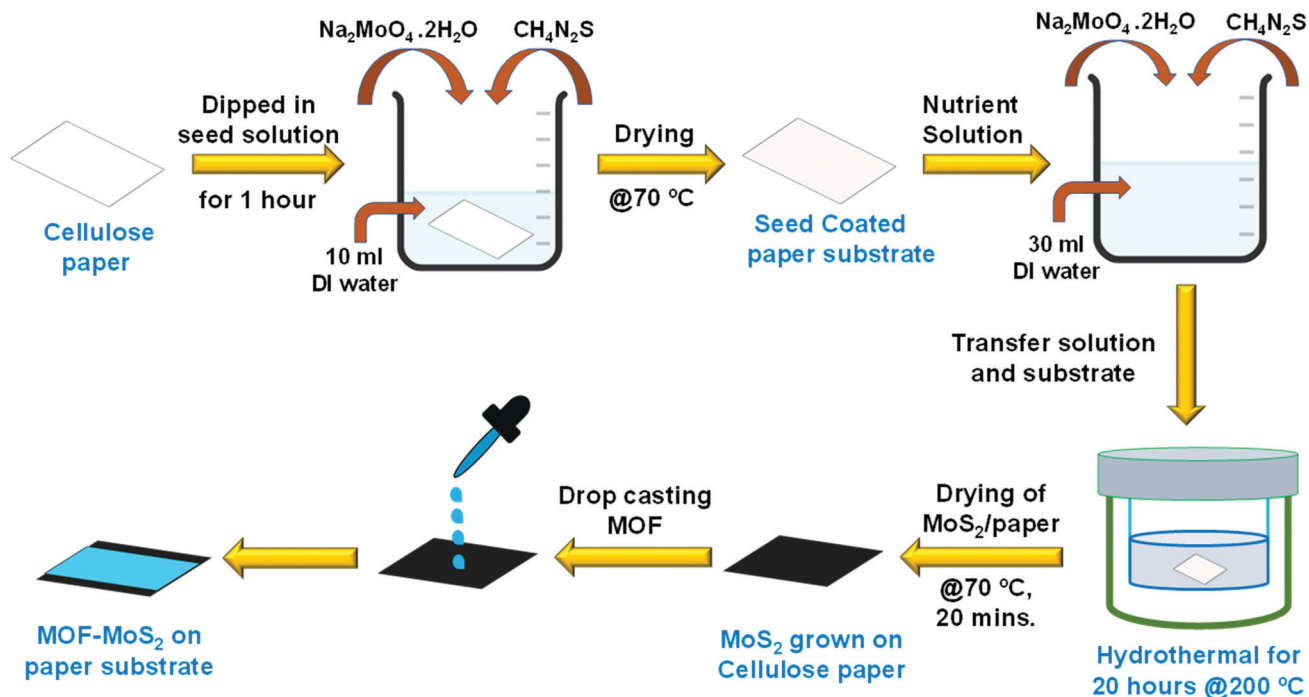 Na₂MoO₄.2H₂O
CH₄N₂S
Dipped in
seed solution
for 1 hour
Cellulose
paper
10 ml
DI water
Drying
@70 ºC
Seed Coated
paper substrate
Nutrient
Solution
Na₂MoO₄.2H₂O
CH₄N₂S
30 ml
DI water
Transfer solution
and substrate
Hydrothermal for
20 hours @200 ºC
Drying of
MoS₂/paper
@70 ºC,
20 mins.
MoS₂ grown on
Cellulose paper
Drop casting
MOF
MOF-MoS₂ on
paper substrate